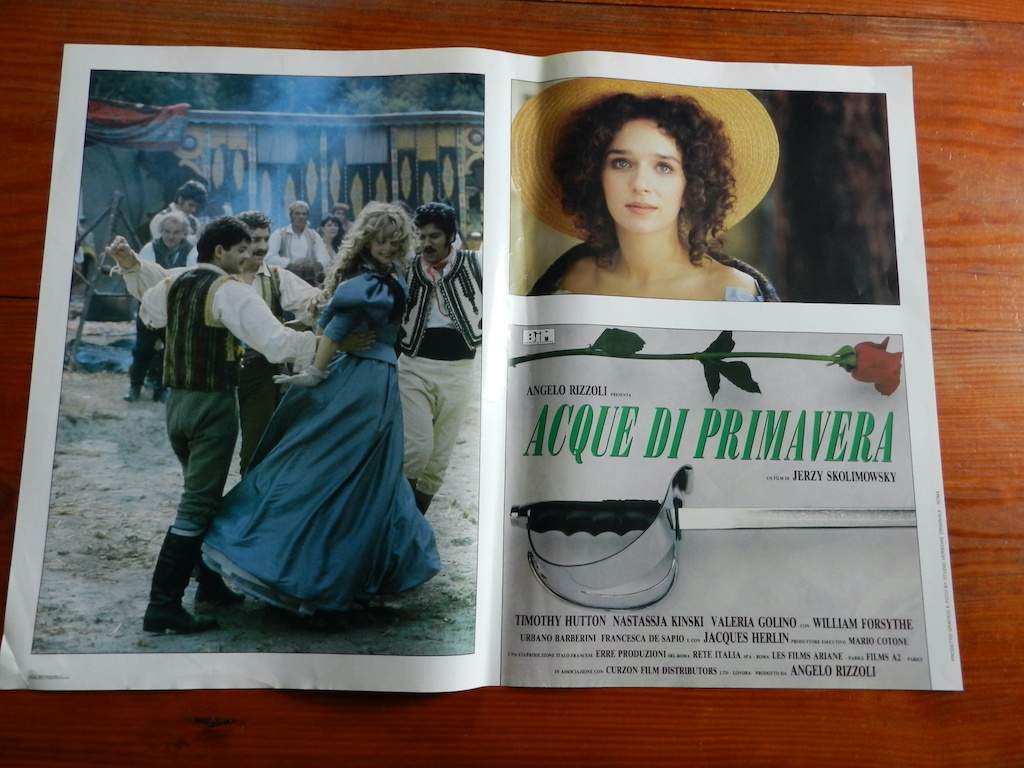 BiM
ANGELO RIZZOLI PRESENTA
ACQUE DI PRIMAVERA
UN FILM DI JERZY SKOLIMOWSKY
TIMOTHY HUTTON NASTASSJA KINSKI VALERIA GOLINO CON WILLIAM FORSYTHE
URBANO BARBERINI FRANCESCA DE SAPIO E CON JACQUES HERLIN PRODUTTORE ESECUTIVO MARIO COTONE
UNA CO-PRODUZIONE ITALO-FRANCESE ERRE PRODUZIONI SRL-ROMA RETE ITALIA SPA - ROMA LES FILMS ARIANE - PARIGI FILMS A2 - PARIGI
IN ASSOCIAZIONE CON CURZON FILM DISTRIBUTORS LTD - LONDRA PRODOTTO DA ANGELO RIZZOLI